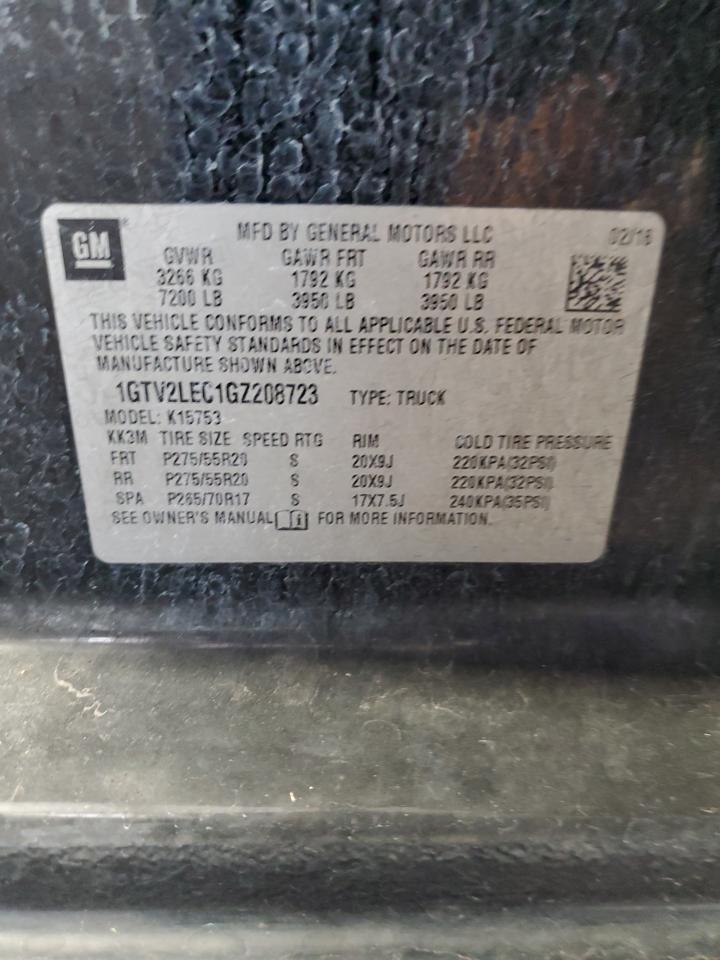 GM®
MFD BY GENERAL MOTORS LLC 02/16
GVWR GAWR FRT GAWR RR
3266 KG 1792 KG 1792 KG
7200 LB 3950 LB 3950 LB
THIS VEHICLE CONFORMS TO ALL APPLICABLE U.S. FEDERAL MOTOR
VEHICLE SAFETY STANDARDS IN EFFECT ON THE DATE OF
MANUFACTURE SHOWN ABOVE.
1GTV2LEC1GZ208723 TYPE: TRUCK
MODEL: K15753
KK3M TIRE SIZE SPEED RTG RIM COLD TIRE PRESSURE
FRT P275/55R20 S 20X9J 220KPA(32PSI)
RR P275/55R20 S 20X9J 220KPA(32PSI)
SPA P265/70R17 S 17X7.5J 240KPA(35PSI)
SEE OWNER'S MANUAL i FOR MORE INFORMATION.